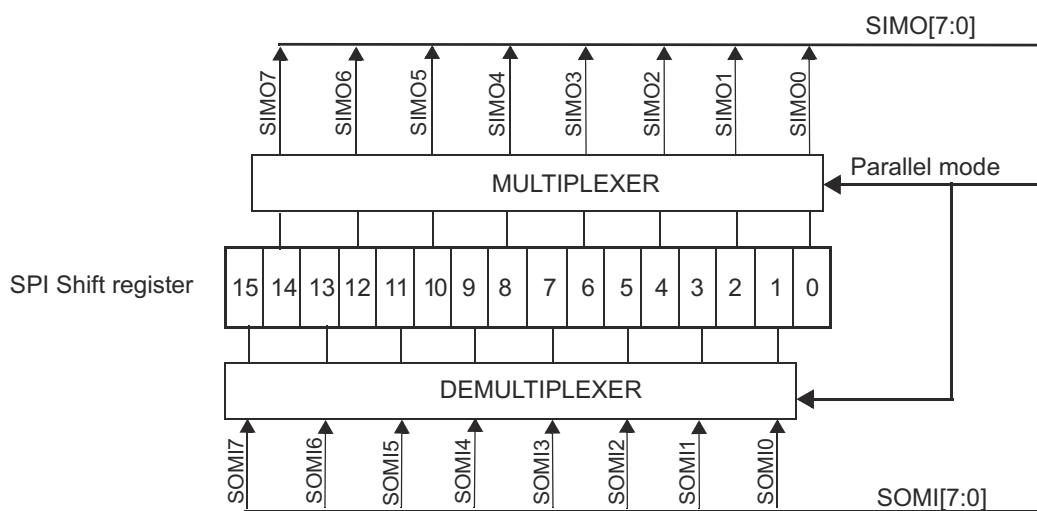 SIMO[7:0]
SIMO7 SIMO6 SIMO5 SIMO4 SIMO3 SIMO2 SIMO1 SIMO0
Parallel mode
MULTIPLEXER
SPI Shift register
15 14 13 12 11 10 9 8 7 6 5 4 3 2 1 0
DEMULTIPLEXER
SOMI7 SOMI6 SOMI5 SOMI4 SOMI3 SOMI2 SOMI1 SOMI0
SOMI[7:0]